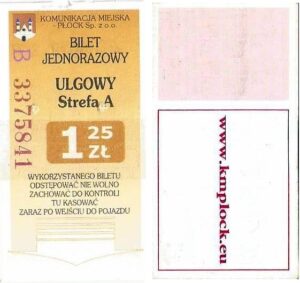 KOMUNIKACJA MIEJSKA
- PŁOCK Sp. z o.o.
BILET
JEDNORAZOWY
ULGOWY
Strefa A
1 25
ZŁ
WYKORZYSTANEGO BILETU
ODSTĘPOWAĆ NIE WOLNO
ZACHOWAĆ DO KONTROLI
TU KASOWAĆ
ZARAZ PO WEJŚCIU DO POJAZDU
B 3375841
www.kmplock.eu